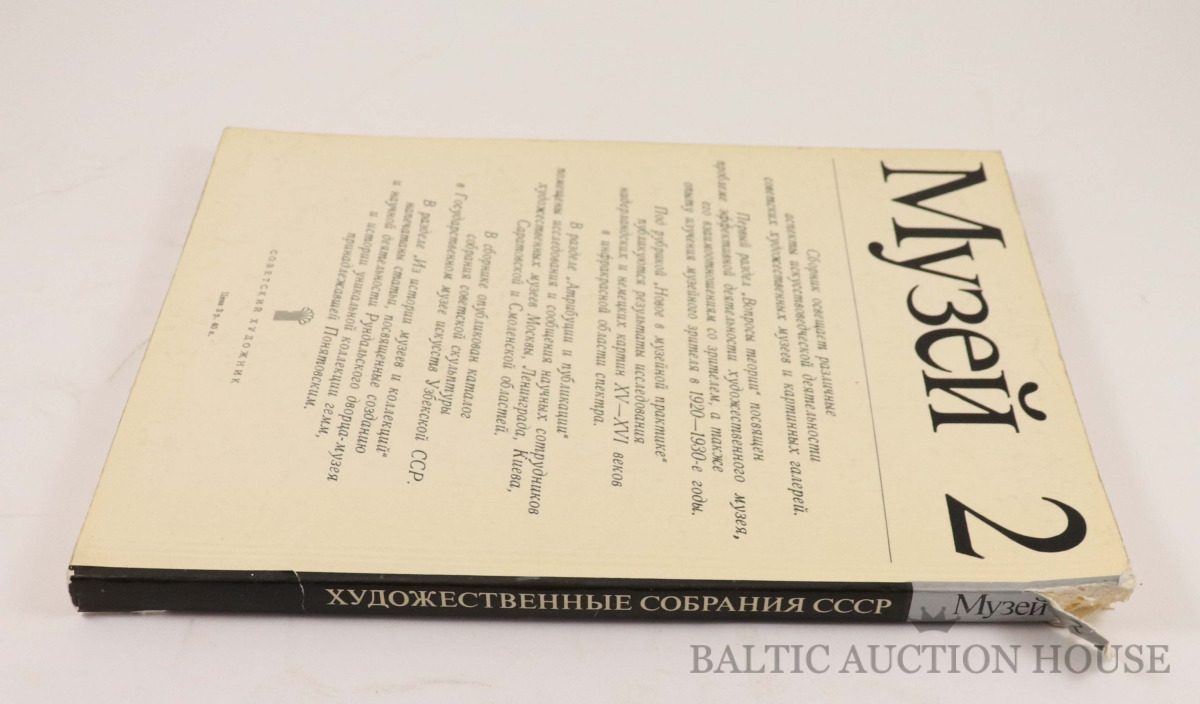 Музей 2
Сборник освещает различные
аспекты искусствоведческой деятельности
советских художественных музеев и картинных галерей.
Первый раздел „Вопросы теории“ посвящен
проблеме эффективной деятельности художественного музея,
его взаимоотношениям со зрителем, а также
опыту изучения музейного зрителя в 1920—1930-е годы.
Под рубрикой „Новое в музейной практике“
публикуются результаты исследования
нидерландских и немецких картин XV—XVI веков
в инфракрасной области спектра.
В разделе „Атрибуции и публикации“
помещены исследования и сообщения научных сотрудников
художественных музеев Москвы, Ленинграда, Киева,
Саратовской и Смоленской областей.
В сборнике опубликован каталог
собрания советской скульптуры
в Государственном музее искусств Узбекской ССР.
В разделе „Из истории музеев и коллекций“
напечатаны статьи, посвященные созданию
и научной деятельности Рундальского дворца-музея
и истории уникальной коллекции гемм,
принадлежавшей Понятовским.
СОВЕТСКИЙ ХУДОЖНИК
Цена 3 р. 40 к.
ХУДОЖЕСТВЕННЫЕ СОБРАНИЯ СССР
Музей
BALTIC AUCTION HOUSE